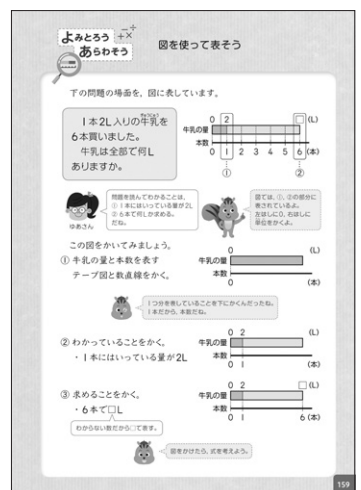 よみとろう
あらわそう
図を使って表そう
下の問題の場面を、図に表しています。
1本2L入りの牛乳を
6本買いました。
牛乳は全部で何L
ありますか。
0 2 □(L)
牛乳の量
本数
0 1 2 3 4 5 6(本)
① ②
問題を読んでわかることは、
①1本にはいっている量が2L
②6本で何Lか求める。
だね。
ゆあさん
図では、①、②の部分に
表されているよ。
左はしに0、右はしに
単位をかくよ。
この図をかいてみましょう。
① 牛乳の量と本数を表す
テープ図と数直線をかく。
0 (L)
牛乳の量
本数
0 (本)
1つ分を表していることを下にかくんだったね。
1本だから、本数だね。
② わかっていることをかく。
・1本にはいっている量が2L
0 2 (L)
牛乳の量
本数
0 1 (本)
③ 求めることをかく。
・6本で□L
わからない数だから□で表す。
0 2 □(L)
牛乳の量
本数
0 1 6(本)
図をかけたら、式を考えよう。
159